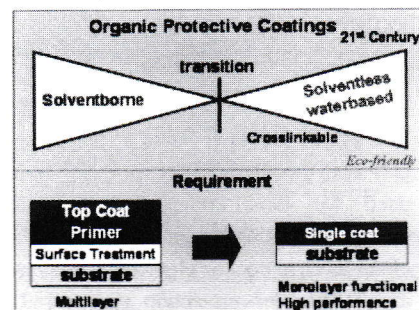 Organic Protective Coatings
21st Century
transition
Solventborne
Solventless
waterbased
Crosslinkable
Eco-friendly
Requirement
Top Coat
Primer
Surface Treatment
substrate
Multilayer
Single coat
substrate
Monolayer functional
High performance